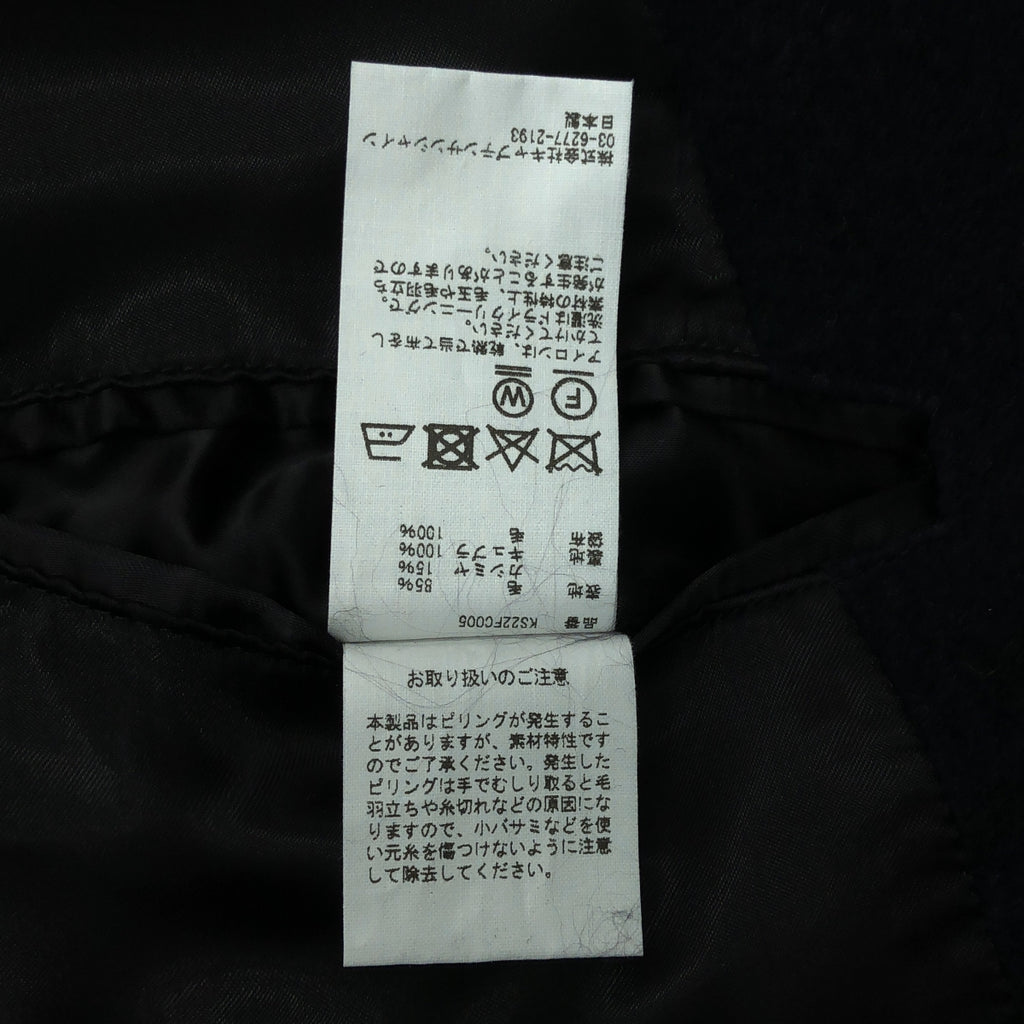 品番 KS22FC005
表地 毛 85%
カシミヤ 15%
裏地 キュプラ 100%
別布 毛 100%
F W
アイロンは、乾熱で当て布をし
てかけてください。
洗濯はドライクリーニングで。
素材の特性上、毛玉や毛羽立ち
が発生することがありますので
ご注意ください。
株式会社キャプテンサンシャイン
03-6277-2193
日本製
お取り扱いのご注意
本製品はピリングが発生するこ
とがありますが、素材特性です
のでご了承ください。発生した
ピリングは手でむしり取ると毛
羽立ちや糸切れなどの原因にな
りますので、小バサミなどを使
い元糸を傷つけないように注意
して除去してください。